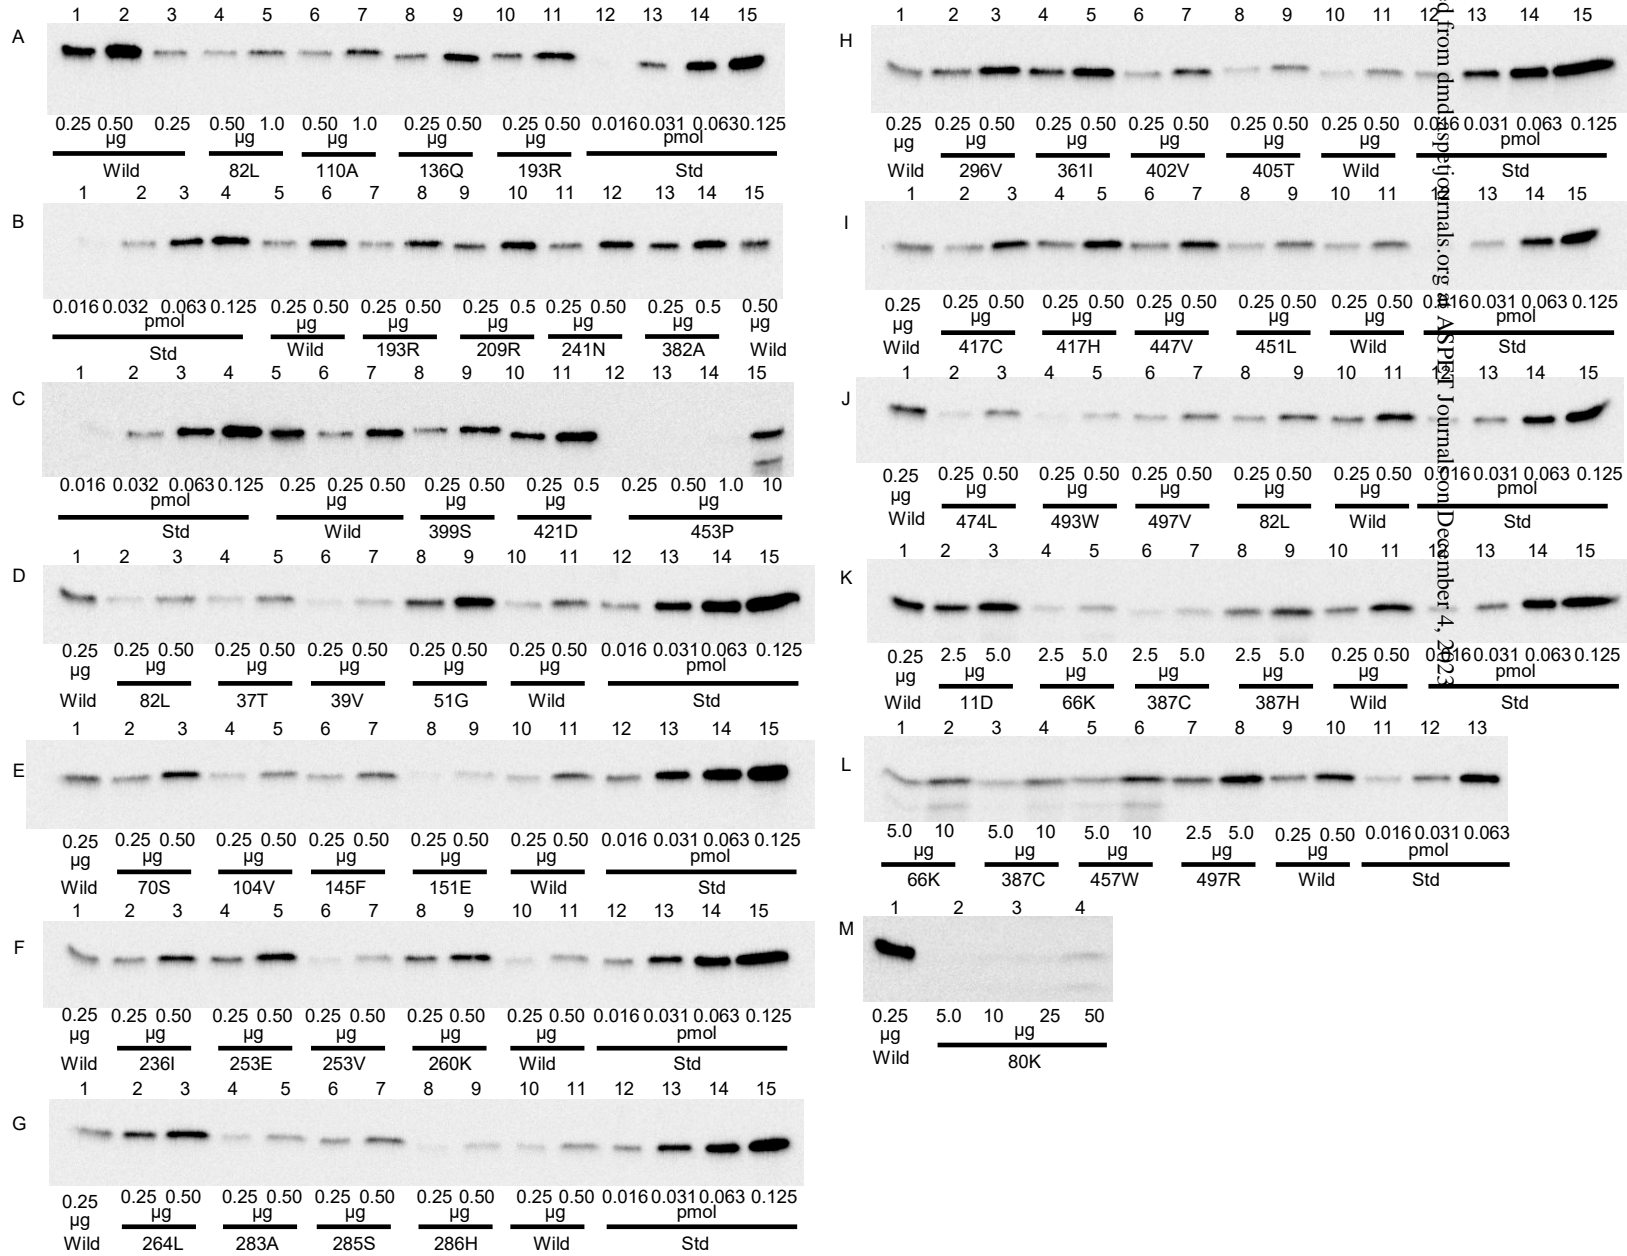 A
1 2 3 4 5 6 7 8 9 10 11 12 13 14 15
0.25 0.50 0.25 0.50 1.0 0.50 1.0 0.25 0.50 0.25 0.50 0.016 0.031 0.063 0.125
µg µg µg µg µg pmol
Wild 82L 110A 136Q 193R Std
B
1 2 3 4 5 6 7 8 9 10 11 12 13 14 15
0.016 0.032 0.063 0.125 0.25 0.50 0.25 0.50 0.25 0.5 0.25 0.50 0.25 0.5 0.50
pmol µg µg µg µg µg µg
Std Wild 193R 209R 241N 382A Wild
C
1 2 3 4 5 6 7 8 9 10 11 12 13 14 15
0.016 0.032 0.063 0.125 0.25 0.25 0.50 0.25 0.50 0.25 0.5 0.25 0.50 1.0 10
pmol µg µg µg µg
Std Wild 399S 421D 453P
D
1 2 3 4 5 6 7 8 9 10 11 12 13 14 15
0.25 0.25 0.50 0.25 0.50 0.25 0.50 0.25 0.50 0.25 0.50 0.016 0.031 0.063 0.125
µg µg µg µg µg µg pmol
Wild 82L 37T 39V 51G Wild Std
E
1 2 3 4 5 6 7 8 9 10 11 12 13 14 15
0.25 0.25 0.50 0.25 0.50 0.25 0.50 0.25 0.50 0.25 0.50 0.016 0.031 0.063 0.125
µg µg µg µg µg µg pmol
Wild 70S 104V 145F 151E Wild Std
F
1 2 3 4 5 6 7 8 9 10 11 12 13 14 15
0.25 0.25 0.50 0.25 0.50 0.25 0.50 0.25 0.50 0.25 0.50 0.016 0.031 0.063 0.125
µg µg µg µg µg µg pmol
Wild 236I 253E 253V 260K Wild Std
G
1 2 3 4 5 6 7 8 9 10 11 12 13 14 15
0.25 0.25 0.50 0.25 0.50 0.25 0.50 0.25 0.50 0.25 0.50 0.016 0.031 0.063 0.125
µg µg µg µg µg µg pmol
Wild 264L 283A 285S 286H Wild Std
H
1 2 3 4 5 6 7 8 9 10 11 12 13 14 15
0.25 0.25 0.50 0.25 0.50 0.25 0.50 0.25 0.50 0.25 0.50 0.016 0.031 0.063 0.125
µg µg µg µg µg µg pmol
Wild 296V 361I 402V 405T Wild Std
I
1 2 3 4 5 6 7 8 9 10 11 12 13 14 15
0.25 0.25 0.50 0.25 0.50 0.25 0.50 0.25 0.50 0.25 0.50 0.016 0.031 0.063 0.125
µg µg µg µg µg µg pmol
Wild 417C 417H 447V 451L Wild Std
J
1 2 3 4 5 6 7 8 9 10 11 12 13 14 15
0.25 0.25 0.50 0.25 0.50 0.25 0.50 0.25 0.50 0.25 0.50 0.016 0.031 0.063 0.125
µg µg µg µg µg µg pmol
Wild 474L 493W 497V 82L Wild Std
K
1 2 3 4 5 6 7 8 9 10 11 12 13 14 15
0.25 2.5 5.0 2.5 5.0 2.5 5.0 2.5 5.0 0.25 0.50 0.016 0.031 0.063 0.125
µg µg µg µg µg µg pmol
Wild 11D 66K 387C 387H Wild Std
L
1 2 3 4 5 6 7 8 9 10 11 12 13
5.0 10 5.0 10 5.0 10 2.5 5.0 0.25 0.50 0.016 0.031 0.063
µg µg µg µg µg pmol
66K 387C 457W 497R Wild Std
M
1 2 3 4
0.25 5.0 10 25 50
µg µg
Wild 80K
from dmd.aspetjournals.org at ASPET Journals on December 4, 2023